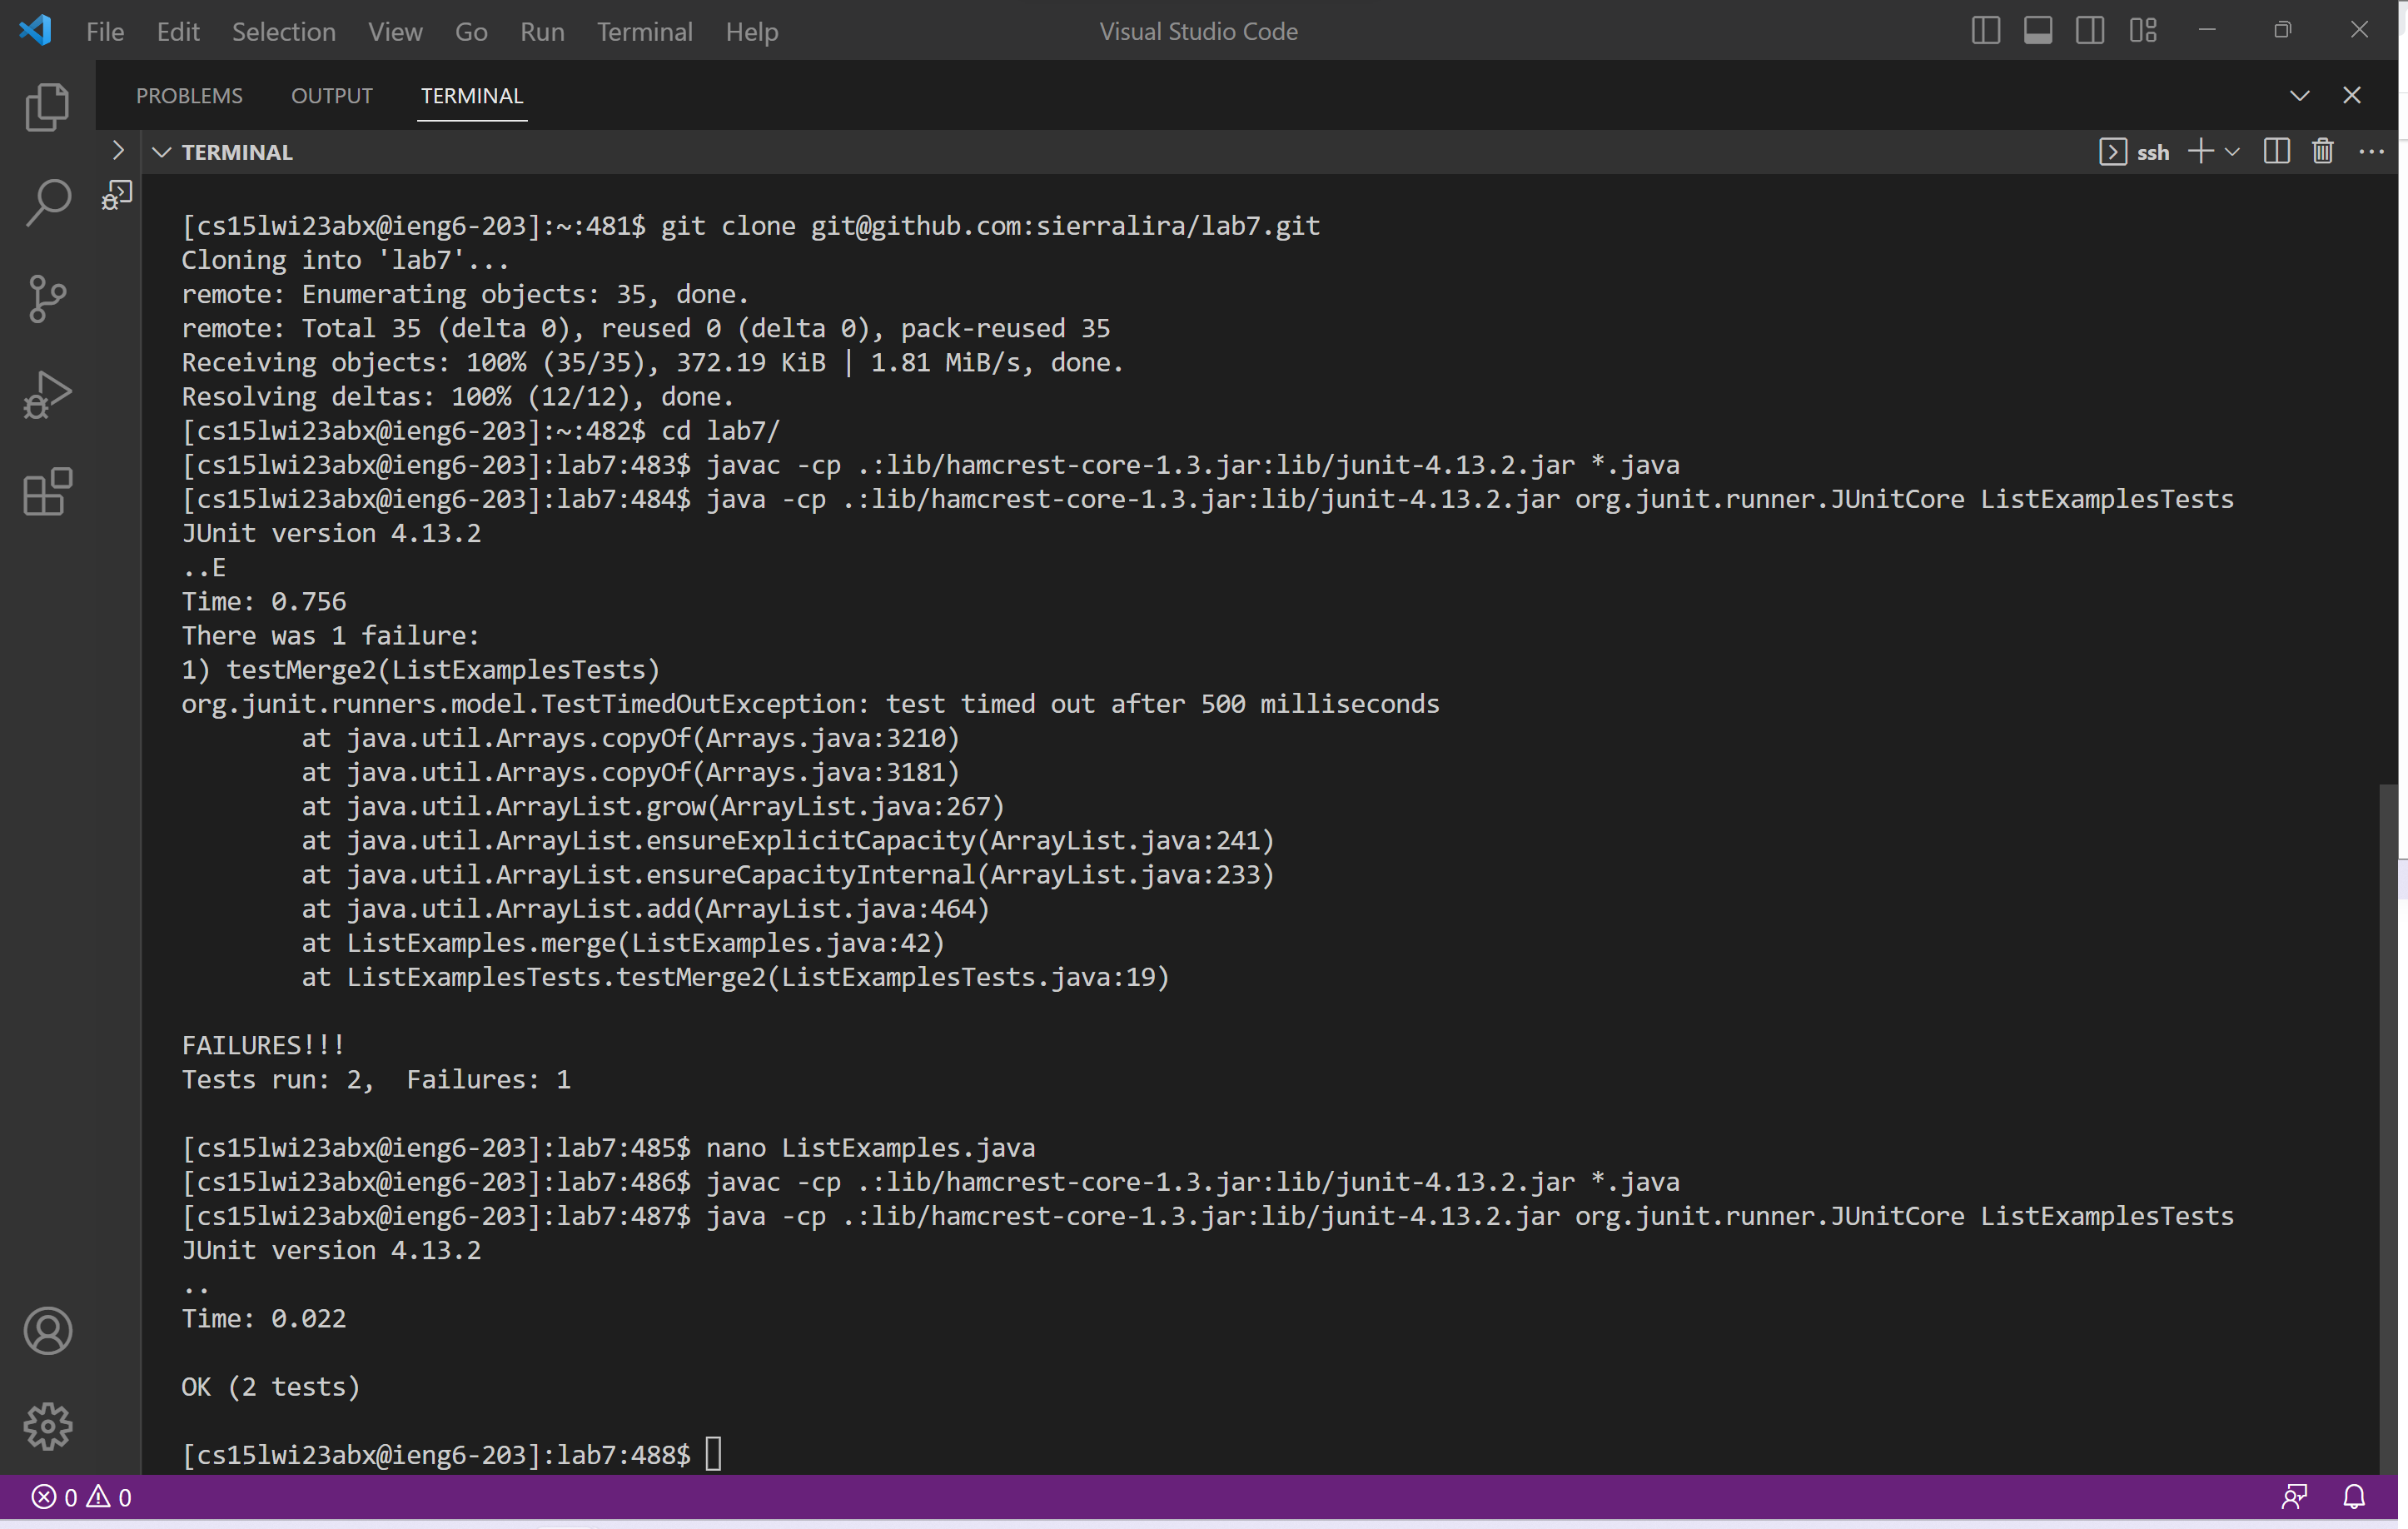 File Edit Selection View Go Run Terminal Help Visual Studio Code
PROBLEMS OUTPUT TERMINAL
TERMINAL ssh
[cs15lwi23abx@ieng6-203]:~:481$ git clone git@github.com:sierralira/lab7.git
Cloning into 'lab7'...
remote: Enumerating objects: 35, done.
remote: Total 35 (delta 0), reused 0 (delta 0), pack-reused 35
Receiving objects: 100% (35/35), 372.19 KiB | 1.81 MiB/s, done.
Resolving deltas: 100% (12/12), done.
[cs15lwi23abx@ieng6-203]:~:482$ cd lab7/
[cs15lwi23abx@ieng6-203]:lab7:483$ javac -cp .:lib/hamcrest-core-1.3.jar:lib/junit-4.13.2.jar *.java
[cs15lwi23abx@ieng6-203]:lab7:484$ java -cp .:lib/hamcrest-core-1.3.jar:lib/junit-4.13.2.jar org.junit.runner.JUnitCore ListExamplesTests
JUnit version 4.13.2
..E
Time: 0.756
There was 1 failure:
1) testMerge2(ListExamplesTests)
org.junit.runners.model.TestTimedOutException: test timed out after 500 milliseconds
at java.util.Arrays.copyOf(Arrays.java:3210)
at java.util.Arrays.copyOf(Arrays.java:3181)
at java.util.ArrayList.grow(ArrayList.java:267)
at java.util.ArrayList.ensureExplicitCapacity(ArrayList.java:241)
at java.util.ArrayList.ensureCapacityInternal(ArrayList.java:233)
at java.util.ArrayList.add(ArrayList.java:464)
at ListExamples.merge(ListExamples.java:42)
at ListExamplesTests.testMerge2(ListExamplesTests.java:19)
FAILURES!!!
Tests run: 2,  Failures: 1
[cs15lwi23abx@ieng6-203]:lab7:485$ nano ListExamples.java
[cs15lwi23abx@ieng6-203]:lab7:486$ javac -cp .:lib/hamcrest-core-1.3.jar:lib/junit-4.13.2.jar *.java
[cs15lwi23abx@ieng6-203]:lab7:487$ java -cp .:lib/hamcrest-core-1.3.jar:lib/junit-4.13.2.jar org.junit.runner.JUnitCore ListExamplesTests
JUnit version 4.13.2
..
Time: 0.022
OK (2 tests)
[cs15lwi23abx@ieng6-203]:lab7:488$
0 0